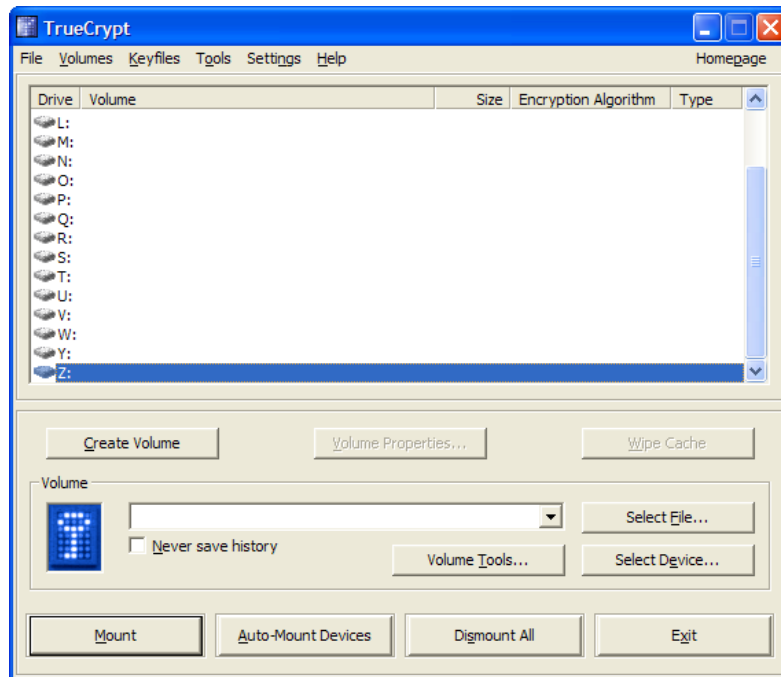 TrueCrypt
File Volumes Keyfiles Tools Settings Help Homepage
Drive Volume Size Encryption Algorithm Type
L:
M:
N:
O:
P:
Q:
R:
S:
T:
U:
V:
W:
Y:
Z:
Create Volume Volume Properties... Wipe Cache
Volume
Select File...
Never save history
Volume Tools... Select Device...
Mount Auto-Mount Devices Dismount All Exit